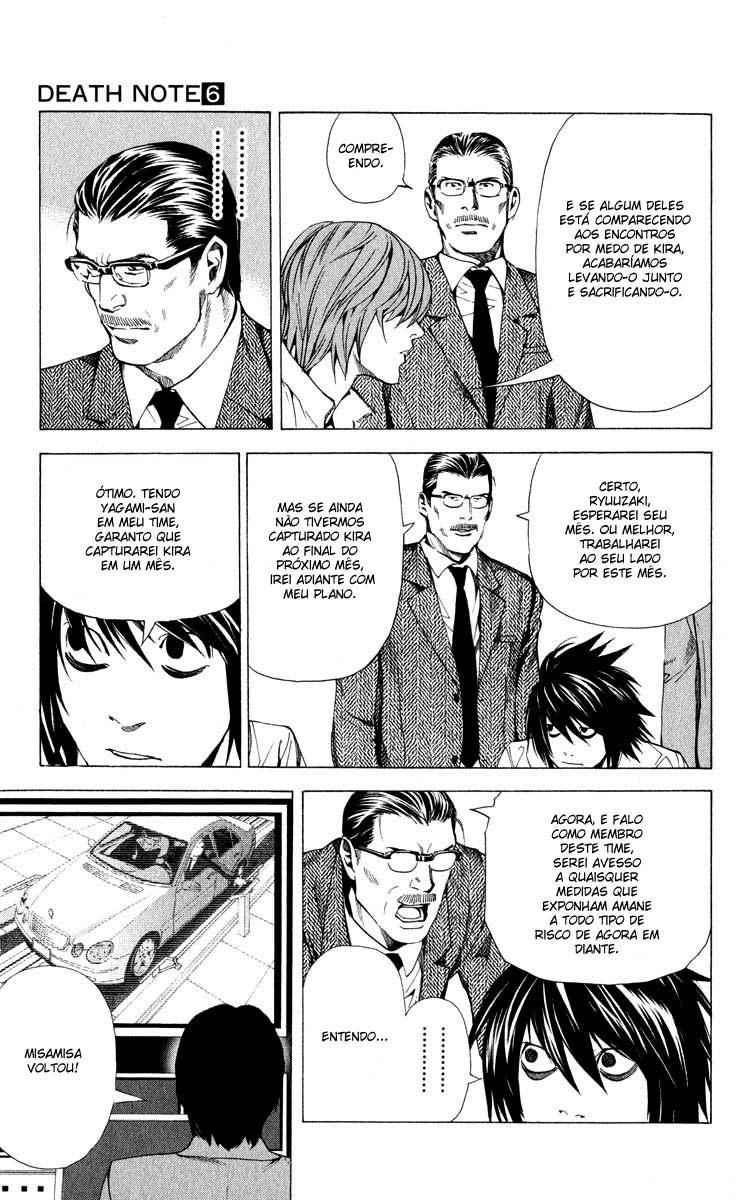 DEATH NOTE 6
E SE ALGUM DELES
ESTÁ COMPARECENDO
AOS ENCONTROS
POR MEDO DE KIRA,
ACABARÍAMOS
LEVANDO-O JUNTO
E SACRIFICANDO-O.
COMPRE-
ENDO.
CERTO,
RYUUZAKI,
ESPERAREI SEU
MÊS. OU MELHOR,
TRABALHAREI
AO SEU LADO
POR ESTE MÊS.
MAS SE AINDA
NÃO TIVERMOS
CAPTURADO KIRA
AO FINAL DO
PRÓXIMO MÊS,
IREI ADIANTE COM
MEU PLANO.
ÓTIMO. TENDO
YAGAMI-SAN
EM MEU TIME,
GARANTO QUE
CAPTURAREI KIRA
EM UM MÊS.
AGORA, E FALO
COMO MEMBRO
DESTE TIME,
SEREI AVESSO
A QUAISQUER
MEDIDAS QUE
EXPONHAM AMANE
A TODO TIPO DE
RISCO DE AGORA EM
DIANTE.
ENTENDO...
MISAMISA
VOLTOU!